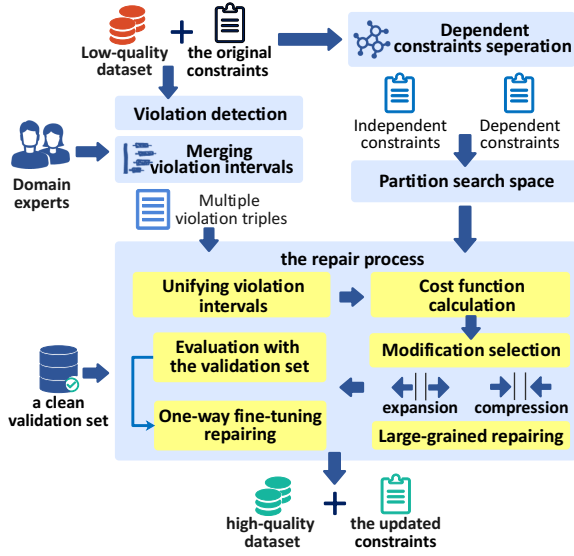 Low-quality
dataset
the original
constraints
Dependent
constraints seperation
Violation detection
Independent
constraints
Dependent
constraints
Domain
experts
Merging
violation intervals
Partition search space
Multiple
violation triples
the repair process
Unifying violation
intervals
Cost function
calculation
Evaluation with
the validation set
Modification selection
a clean
validation set
expansion
compression
One-way fine-tuning
repairing
Large-grained repairing
high-quality
dataset
the updated
constraints